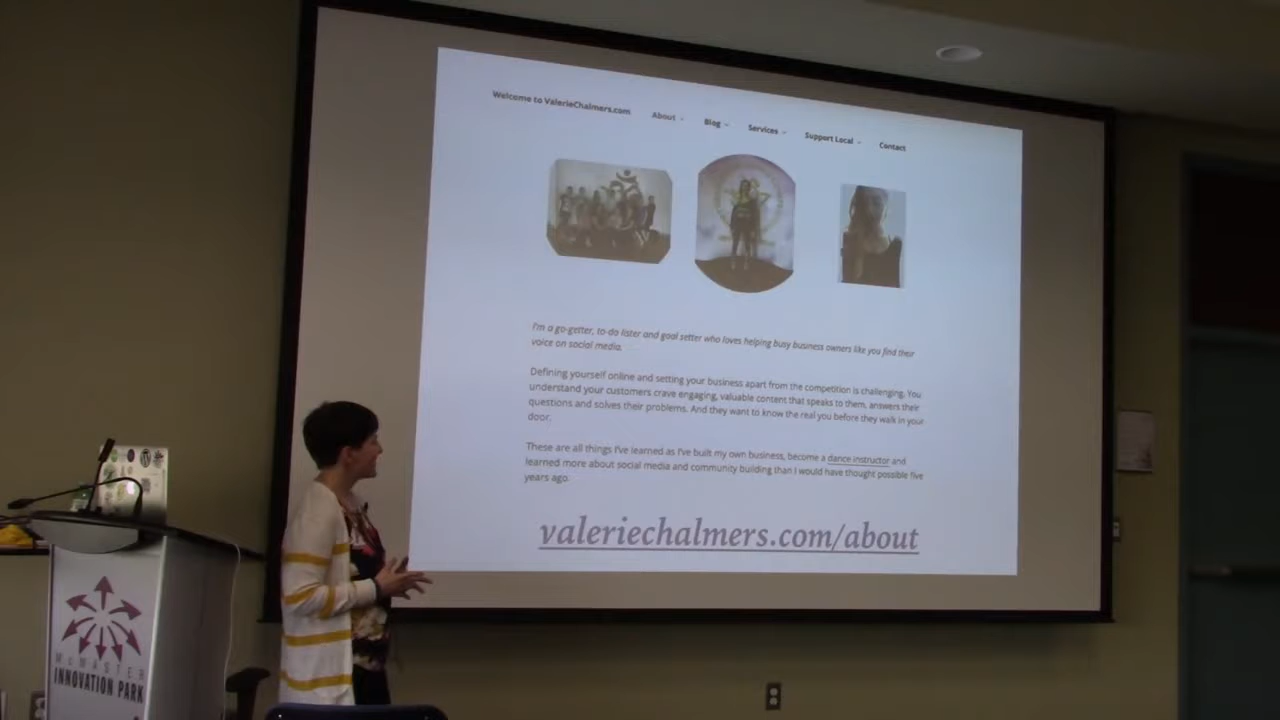 Welcome to ValerieChalmers.com About Blog Services Support Local Contact
I'm a go-getter, to-do lister and goal setter who loves helping busy business owners like you find their
voice on social media.
Defining yourself online and setting your business apart from the competition is challenging. You
understand your customers crave engaging, valuable content that speaks to them, answers their
questions and solves their problems. And they want to know the real you before they walk in your
door.
These are all things I've learned as I've built my own business, become a dance instructor and
learned more about social media and community building than I would have thought possible five
years ago.
valeriechalmers.com/about
McMASTER
INNOVATION PARK